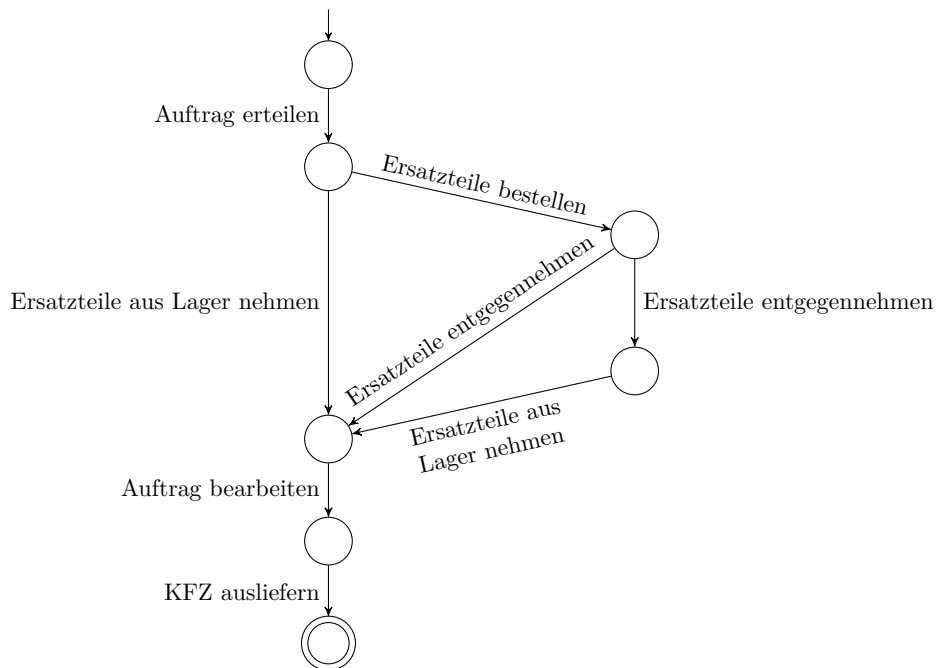 Auftrag erteilen
Ersatzteile bestellen
Ersatzteile aus Lager nehmen
Ersatzteile entgegennehmen
Ersatzteile entgegennehmen
Ersatzteile aus
Lager nehmen
Auftrag bearbeiten
KFZ ausliefern